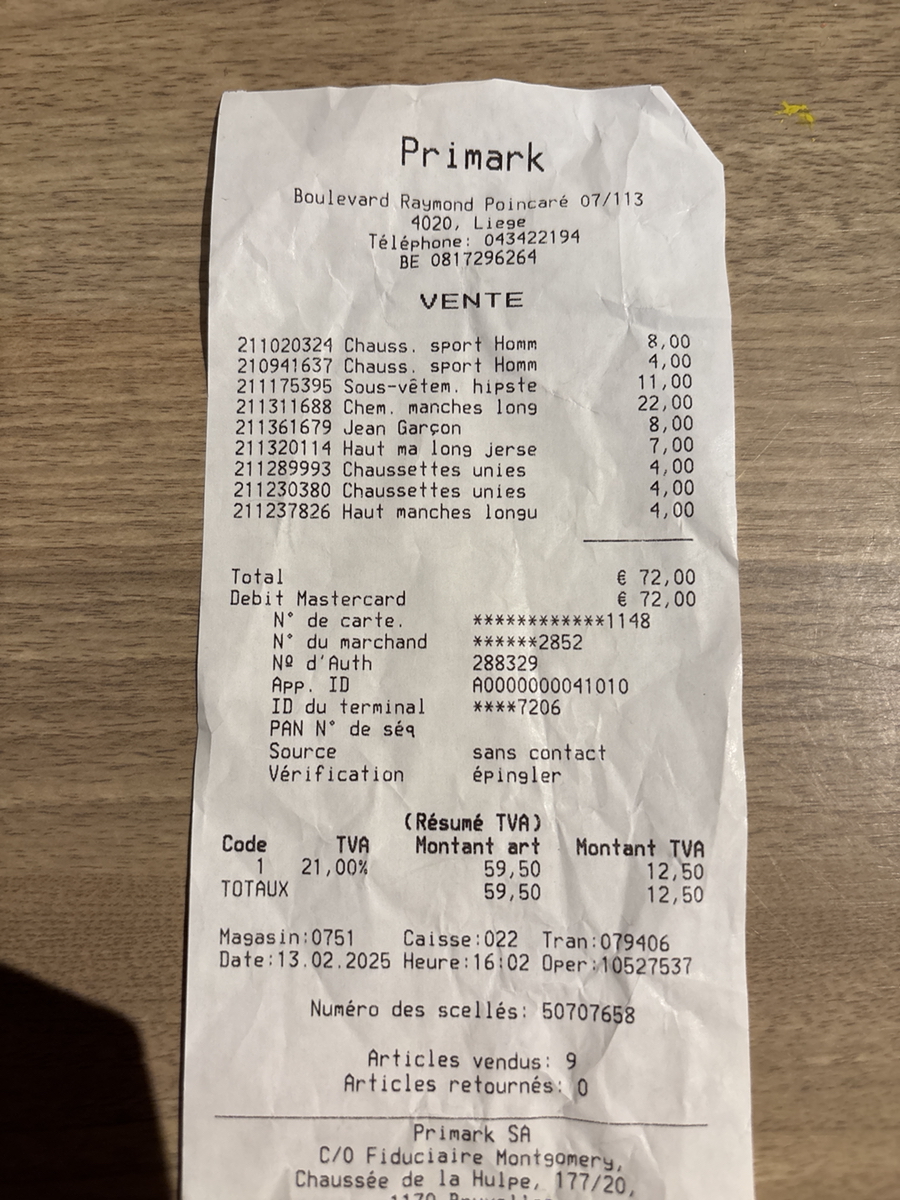 Primark
Boulevard Raymond Poincaré 07/113
4020, Liege
Téléphone: 043422194
BE 0817296264
VENTE
211020324 Chauss. sport Homm 8,00
210941637 Chauss. sport Homm 4,00
211175395 Sous-vêtem. hipste 11,00
211311688 Chem. manches long 22,00
211361679 Jean Garçon 8,00
211320114 Haut ma long jerse 7,00
211289993 Chaussettes unies 4,00
211230380 Chaussettes unies 4,00
211237826 Haut manches longu 4,00
Total € 72,00
Debit Mastercard € 72,00
N° de carte. ************1148
N° du marchand ******2852
Nº d'Auth 288329
App. ID A0000000041010
ID du terminal ****7206
PAN N° de séq
Source sans contact
Vérification épingler
(Résumé TVA)
Code TVA Montant art Montant TVA
1 21,00% 59,50 12,50
TOTAUX 59,50 12,50
Magasin:0751 Caisse:022 Tran:079406
Date:13.02.2025 Heure:16:02 Oper:10527537
Numéro des scellés: 50707658
Articles vendus: 9
Articles retournés: 0
Primark SA
C/O Fiduciaire Montgomery,
Chaussée de la Hulpe, 177/20,